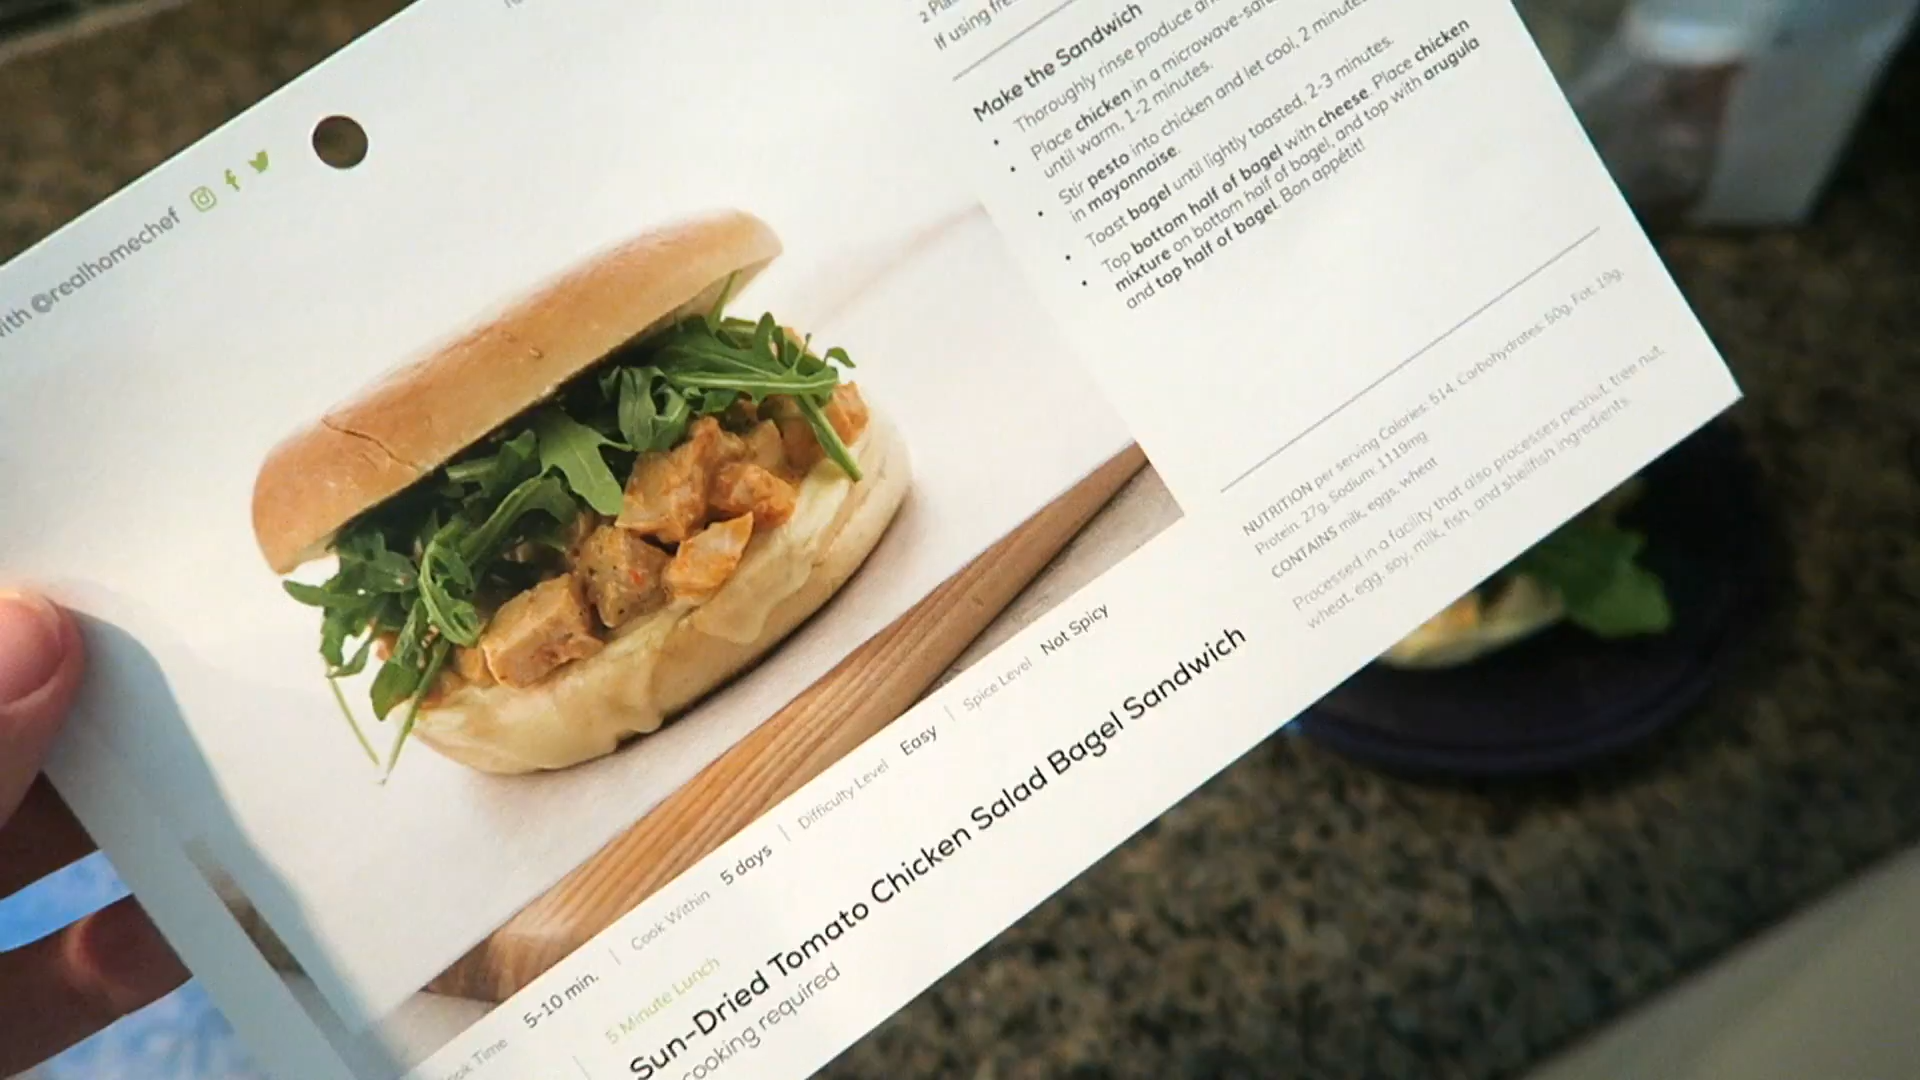 with @realhomechef
If using
Make the Sandwich
Thoroughly rinse produce
Place chicken in a microwave-safe
until warm, 1-2 minutes.
Stir pesto into chicken and let cool, 2 minutes
in mayonnaise.
Toast bagel until lightly toasted, 2-3 minutes.
Top bottom half of bagel with cheese. Place chicken
mixture on bottom half of bagel, and top with arugula
and top half of bagel. Bon appétit!
NUTRITION per serving Calories: 514, Carbohydrates: 50g, Fat: 19g,
Protein: 27g, Sodium: 1119mg
CONTAINS milk, eggs, wheat
Processed in a facility that also processes peanut, tree nut,
wheat, egg, soy, milk, fish, and shellfish ingredients.
Time 5-10 min. | Cook Within 5 days | Difficulty Level Easy | Spice Level Not Spicy
5 Minute Lunch
Sun-Dried Tomato Chicken Salad Bagel Sandwich
cooking required